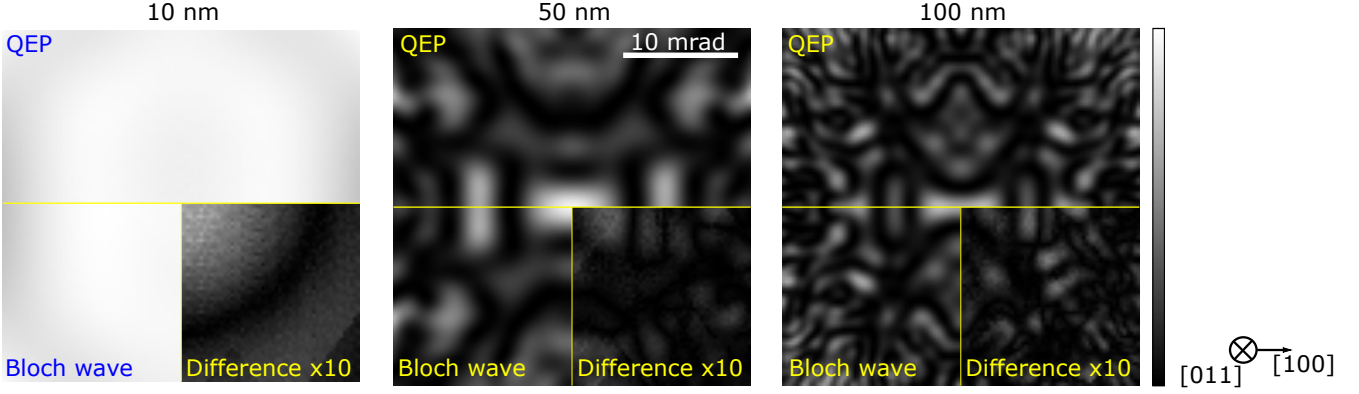 10 nm
50 nm
100 nm
QEP
QEP
10 mrad
QEP
Bloch wave
Difference x10
Bloch wave
Difference x10
Bloch wave
Difference x10
[011]
[100]